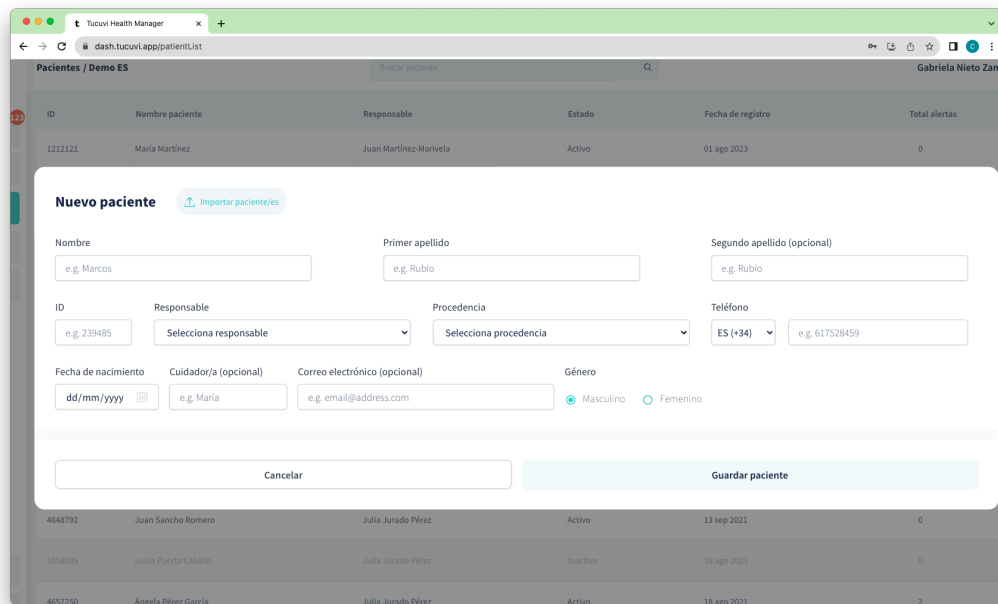 Tucuvi Health Manager
dash.tucuvi.app/patientList
C
Pacientes / Demo ES
Buscar paciente
Gabriela Nieto Zan
123
ID Nombre paciente Responsable Estado Fecha de registro Total alertas
1212121 María Martínez Juan Martínez-Marivela Activo 01 ago 2023 0
Nuevo paciente
Importar paciente/es
Nombre Primer apellido Segundo apellido (opcional)
e.g. Marcos e.g. Rubio e.g. Rubio
ID Responsable Procedencia Teléfono
e.g. 239485 Selecciona responsable Selecciona procedencia ES (+34) e.g. 617528459
Fecha de nacimiento Cuidador/a (opcional) Correo electrónico (opcional) Género
dd/mm/yyyy e.g. María e.g. email@address.com Masculino Femenino
Cancelar Guardar paciente
4648792 Juan Sancho Romero Julia Jurado Pérez Activo 13 sep 2021 0
1059005 Lucía Puerta Calvillo Julia Jurado Pérez Inactivo 18 ago 2021 0
4657250 Ángela Pérez García Julia Jurado Pérez Activo 18 ago 2021 2